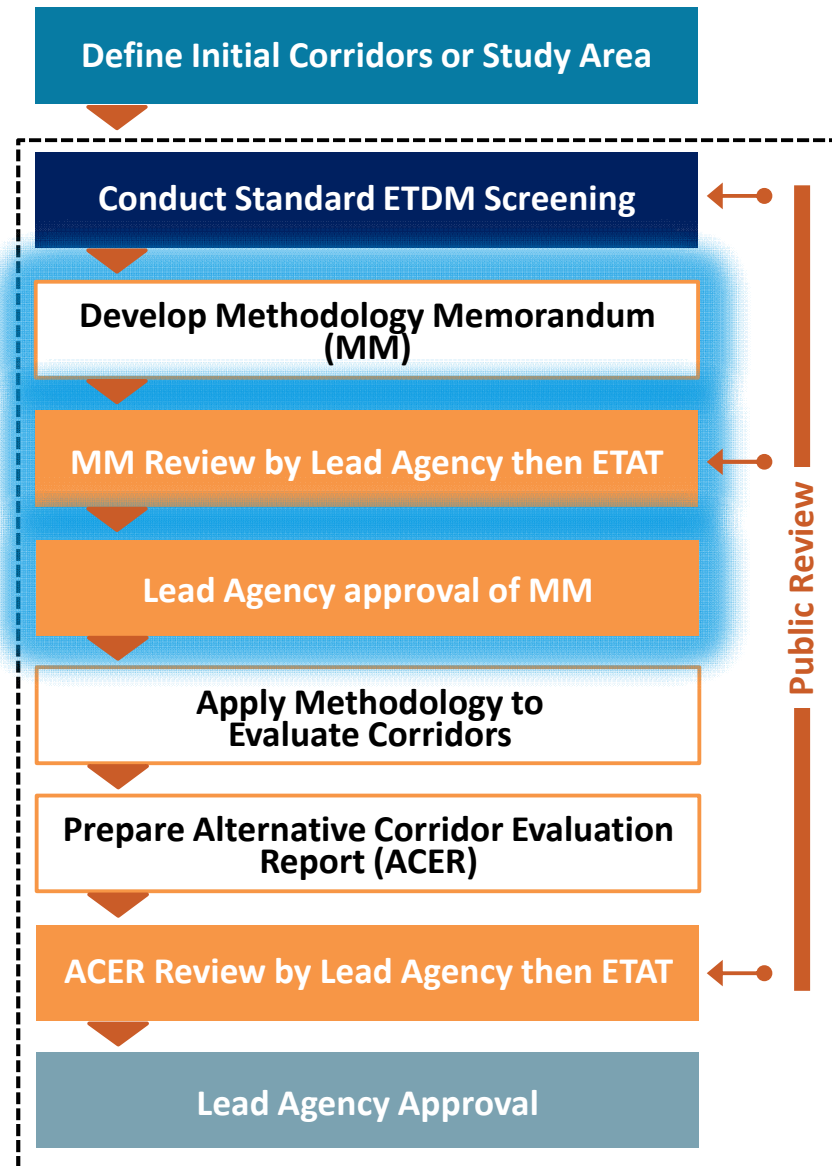 Define Initial Corridors or Study Area
Conduct Standard ETDM Screening
Develop Methodology Memorandum
(MM)
MM Review by Lead Agency then ETAT
Lead Agency approval of MM
Apply Methodology to
Evaluate Corridors
Prepare Alternative Corridor Evaluation
Report (ACER)
ACER Review by Lead Agency then ETAT
Lead Agency Approval
Public Review